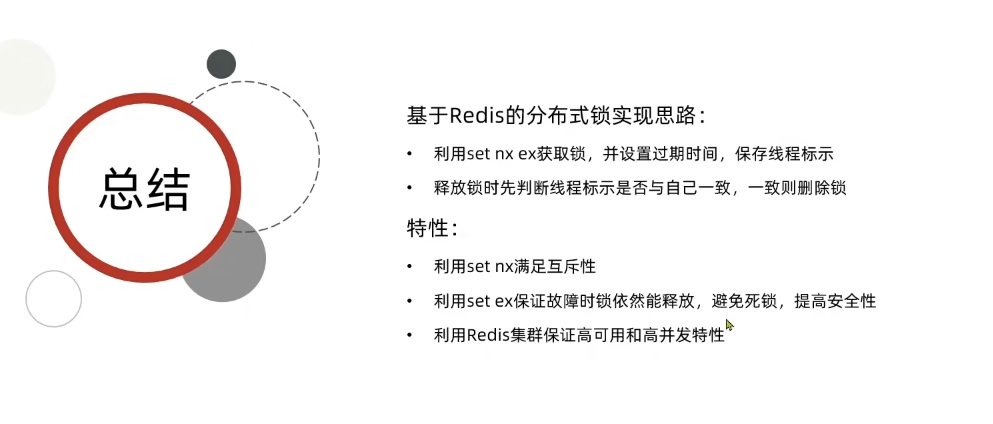 总结
基于Redis的分布式锁实现思路：
• 利用set nx ex获取锁，并设置过期时间，保存线程标示
• 释放锁时先判断线程标示是否与自己一致，一致则删除锁
特性：
• 利用set nx满足互斥性
• 利用set ex保证故障时锁依然能释放，避免死锁，提高安全性
• 利用Redis集群保证高可用和高并发特性